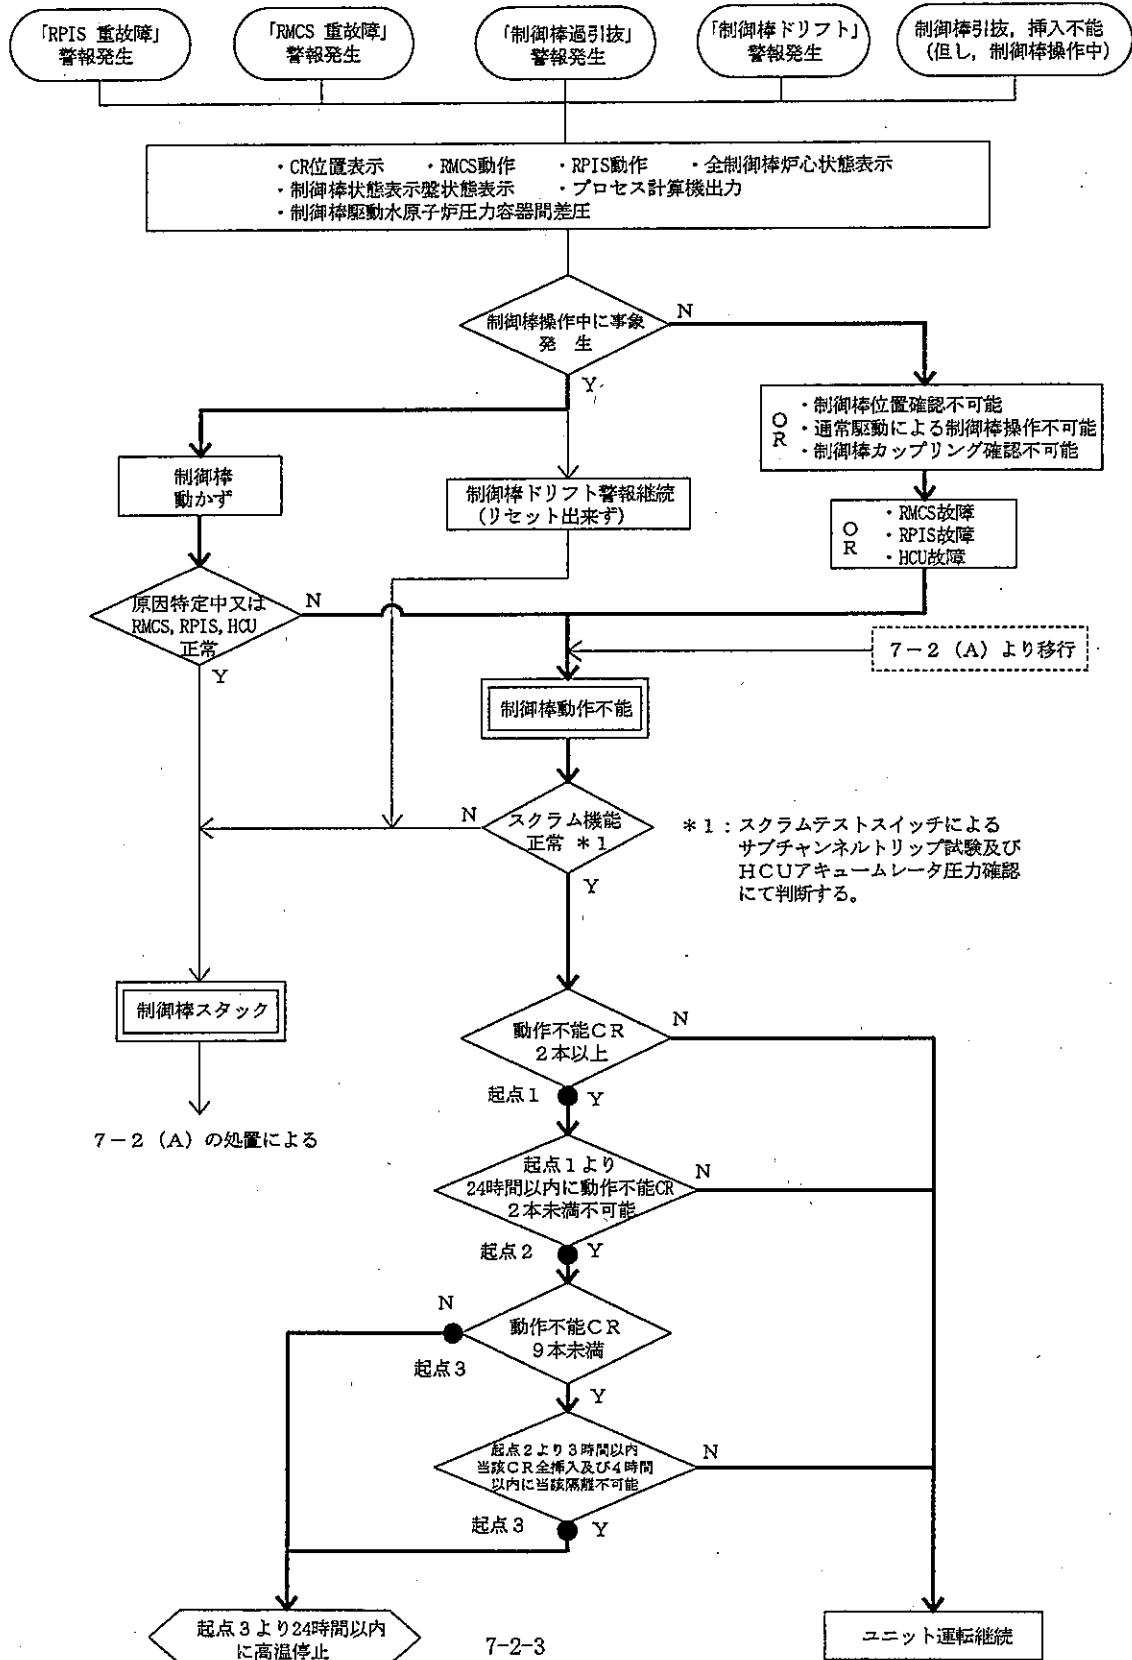 「RPIS 重故障」
警報発生
「RMCS 重故障」
警報発生
「制御棒過引抜」
警報発生
「制御棒ドリフト」
警報発生
制御棒引抜，挿入不能
(但し，制御棒操作中)
・CR位置表示 ・RMCS動作 ・RPIS動作 ・全制御棒炉心状態表示
・制御棒状態表示盤状態表示 ・プロセス計算機出力
・制御棒駆動水原子炉圧力容器間差圧
制御棒操作中に事象
発 生
N
Y
OR
・制御棒位置確認不可能
・通常駆動による制御棒操作不可能
・制御棒カップリング確認不可能
制御棒
動かず
制御棒ドリフト警報継続
(リセット出来ず)
OR
・RMCS故障
・RPIS故障
・HCU故障
原因特定中又は
RMCS, RPIS, HCU
正常
N
Y
7－2（A）より移行
制御棒動作不能
スクラム機能
正常 ＊1
N
Y
＊1：スクラムテストスイッチによる
サブチャンネルトリップ試験及び
HCUアキュームレータ圧力確認
にて判断する。
制御棒スタック
7－2（A）の処置による
動作不能CR
2本以上
N
起点1
Y
起点1より
24時間以内に動作不能CR
2本未満不可能
N
起点2
Y
動作不能CR
9本未満
N
起点3
Y
起点2より3時間以内
当該CR全挿入及び4時間
以内に当該隔離不可能
N
起点3
Y
起点3より24時間以内
に高温停止
ユニット運転継続
7-2-3